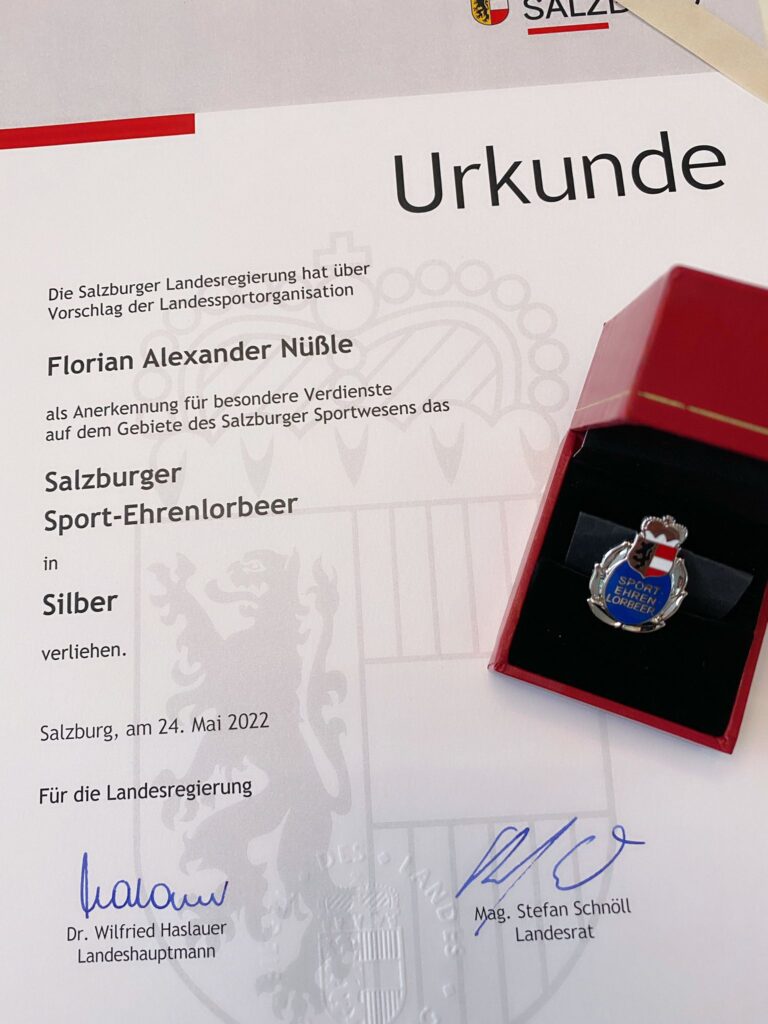 Urkunde
Die Salzburger Landesregierung hat über
Vorschlag der Landessportorganisation
Florian Alexander Nüßle
als Anerkennung für besondere Verdienste
auf dem Gebiete des Salzburger Sportwesens das
Salzburger
Sport-Ehrenlorbeer
in
Silber
verliehen.
SPORT-
EHREN
LORBEER
Salzburg, am 24. Mai 2022
Für die Landesregierung
Dr. Wilfried Haslauer
Landeshauptmann
Mag. Stefan Schnöll
Landesrat